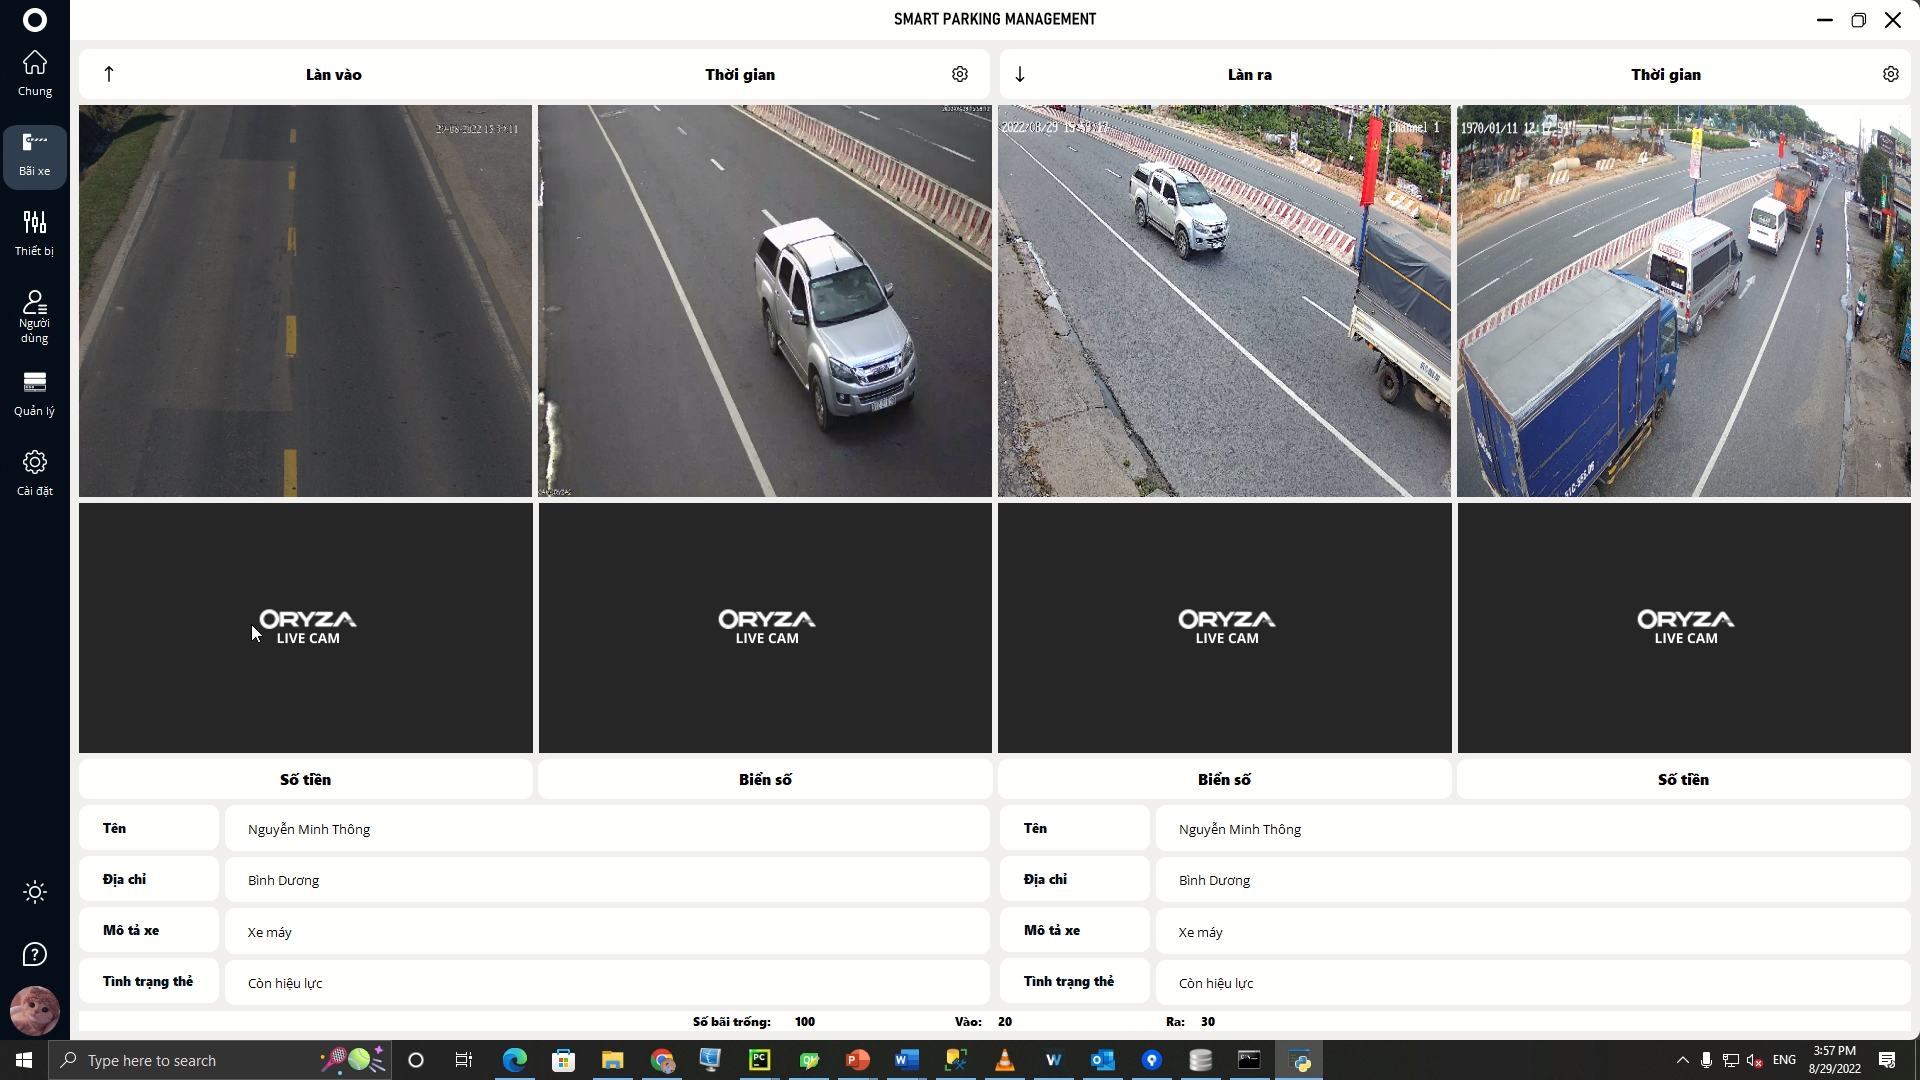 SMART PARKING MANAGEMENT
Chung
Bãi xe
Thiết bị
Người
dùng
Quản lý
Cài đặt
Làn vào
Thời gian
Làn ra
Thời gian
2022/08/29
Channel 1
1970/01/11
ORYZA
LIVE CAM
ORYZA
LIVE CAM
ORYZA
LIVE CAM
ORYZA
LIVE CAM
Số tiền
Biển số
Biển số
Số tiền
Tên
Nguyễn Minh Thông
Tên
Nguyễn Minh Thông
Địa chỉ
Bình Dương
Địa chỉ
Bình Dương
Mô tả xe
Xe máy
Mô tả xe
Xe máy
Tình trạng thẻ
Còn hiệu lực
Tình trạng thẻ
Còn hiệu lực
Số bãi trống: 100
Vào: 20
Ra: 30
Type here to search
ENG
3:57 PM
8/29/2022